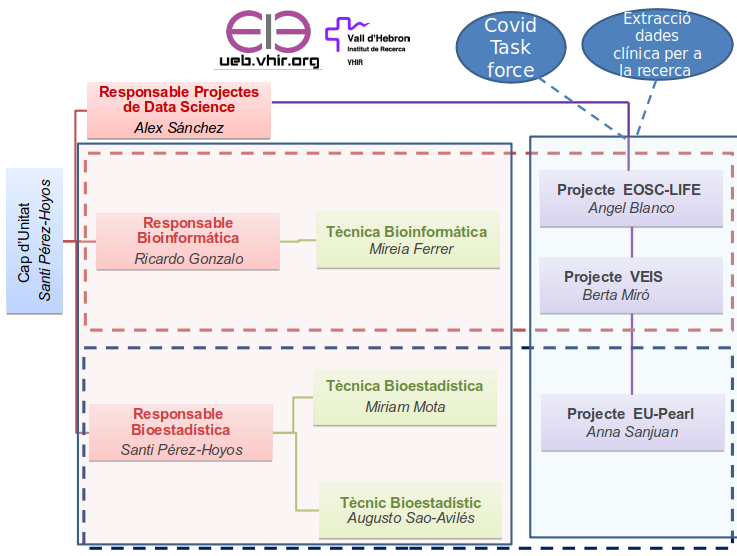 ueb.vhir.org
Vall d'Hebron
Institut de Recerca
VHIR
Covid
Task
force
Extracció
dades
clínica per a
la recerca
Responsable Projectes
de Data Science
Alex Sánchez
Cap d'Unitat
Santi Pérez-Hoyos
Responsable
Bioinformática
Ricardo Gonzalo
Tècnica Bioinformática
Mireia Ferrer
Projecte EOSC-LIFE
Angel Blanco
Projecte VEIS
Berta Miró
Responsable
Bioestadística
Santi Pérez-Hoyos
Tècnica Bioestadística
Miriam Mota
Tècnic Bioestadístic
Augusto Sao-Avilés
Projecte EU-Pearl
Anna Sanjuan